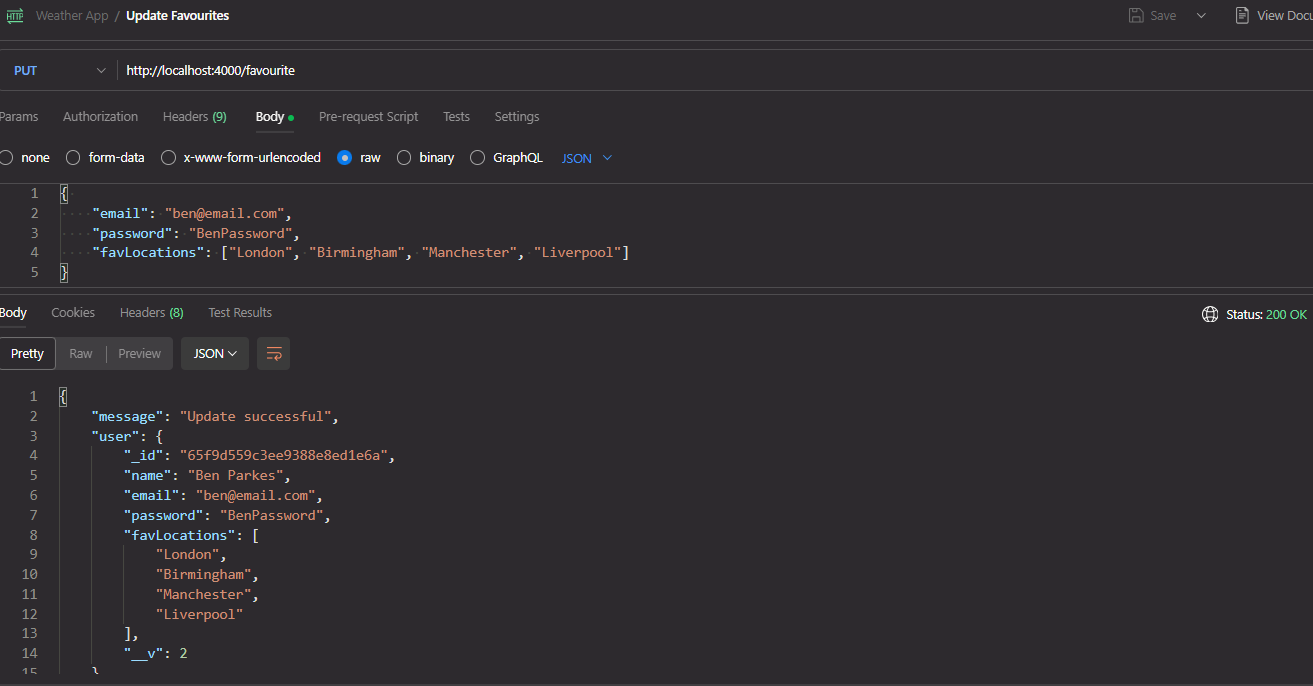 HTTP Weather App / Update Favourites Save View Docu
PUT http://localhost:4000/favourite
Params Authorization Headers (9) Body Pre-request Script Tests Settings
none form-data x-www-form-urlencoded raw binary GraphQL JSON
1 {
2 "email": "ben@email.com",
3 "password": "BenPassword",
4 "favLocations": ["London", "Birmingham", "Manchester", "Liverpool"]
5 }
Body Cookies Headers (8) Test Results Status: 200 OK
Pretty Raw Preview JSON
1 {
2 "message": "Update successful",
3 "user": {
4 "_id": "65f9d559c3ee9388e8ed1e6a",
5 "name": "Ben Parkes",
6 "email": "ben@email.com",
7 "password": "BenPassword",
8 "favLocations": [
9 "London",
10 "Birmingham",
11 "Manchester",
12 "Liverpool"
13 ],
14 "__v": 2
15 }